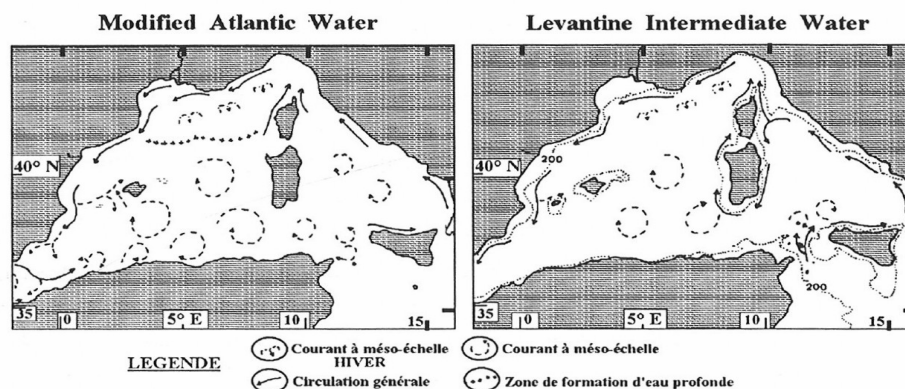 Modified Atlantic Water
Levantine Intermediate Water
40° N
35
0
5° E
10
15
200
40° N
200
35
0
5° E
10
15
LEGENDE
Courant à méso-échelle
HIVER
Courant à méso-échelle
Circulation générale
Zone de formation d'eau profonde